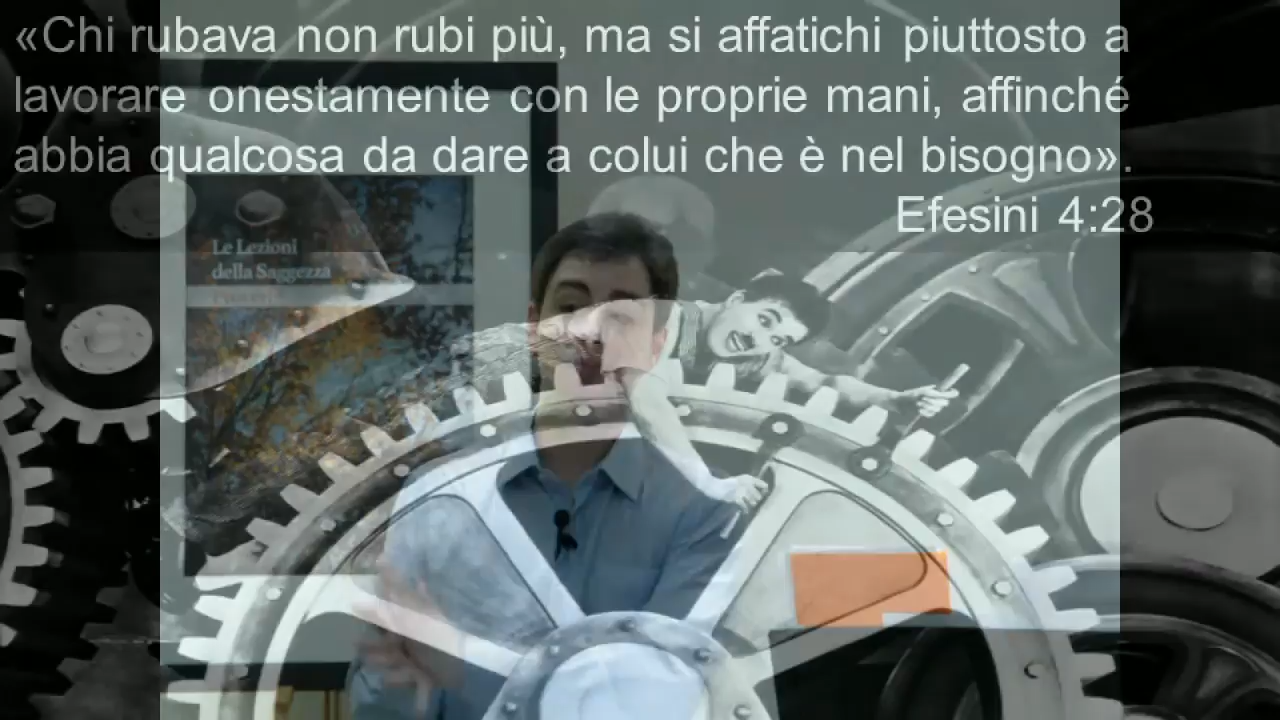 «Chi rubava non rubi più, ma si affatichi piuttosto a
lavorare onestamente con le proprie mani, affinché
abbia qualcosa da dare a colui che è nel bisogno».
Efesini 4:28
Le Lezioni
della Saggezza